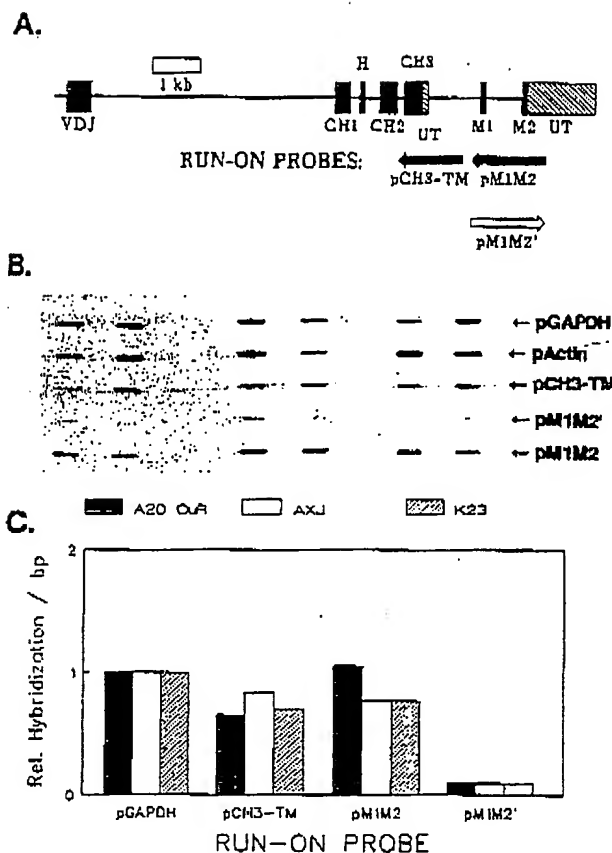 A.
H CH3
1 kb
VDJ CH1 CH2 UT M1 M2 UT
RUN-ON PROBES:
pCH3-TM pM1M2
pM1M2'
B.
←pGAPDH
←pActin
←pCH3-TM
←pM1M2'
←pM1M2
A20 CuR AXJ K23
C.
2
1
0
Rel. Hybridization / bp
pGAPDH pCH3-TM pM1M2 pM1M2'
RUN-ON PROBE